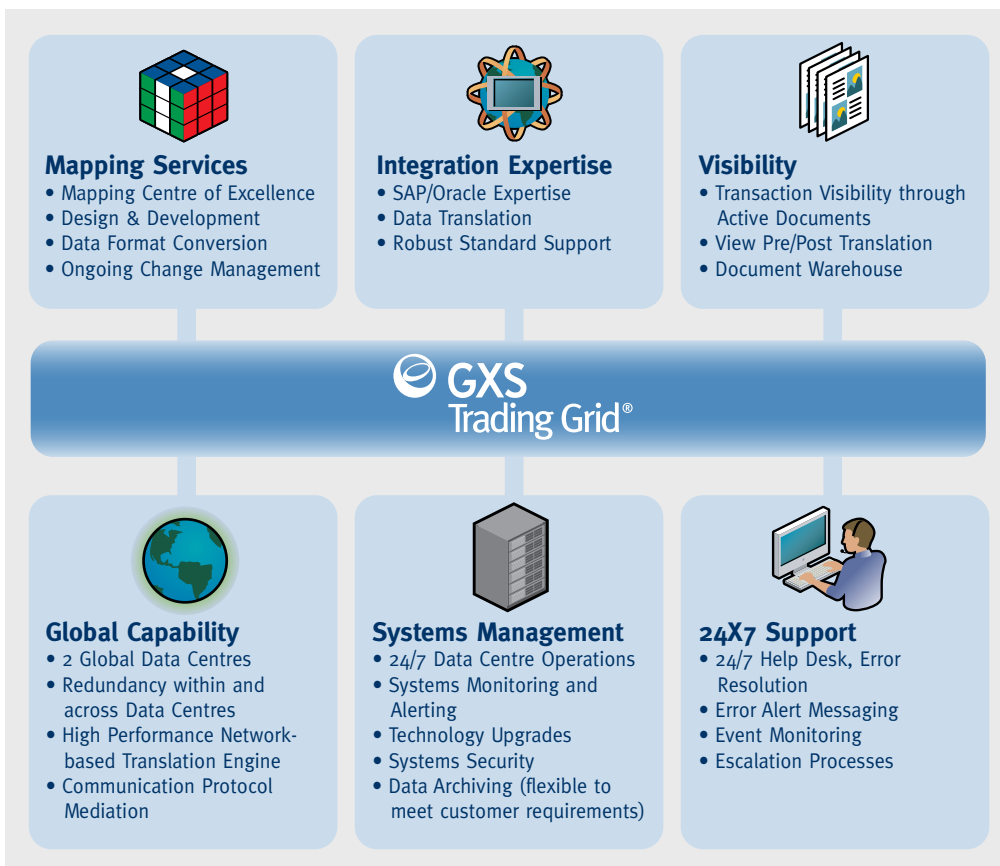 Mapping Services
• Mapping Centre of Excellence
• Design & Development
• Data Format Conversion
• Ongoing Change Management
Integration Expertise
• SAP/Oracle Expertise
• Data Translation
• Robust Standard Support
Visibility
• Transaction Visibility through
Active Documents
• View Pre/Post Translation
• Document Warehouse
GXS
Trading Grid®
Global Capability
• 2 Global Data Centres
• Redundancy within and
across Data Centres
• High Performance Network-
based Translation Engine
• Communication Protocol
Mediation
Systems Management
• 24/7 Data Centre Operations
• Systems Monitoring and
Alerting
• Technology Upgrades
• Systems Security
• Data Archiving (flexible to
meet customer requirements)
24X7 Support
• 24/7 Help Desk, Error
Resolution
• Error Alert Messaging
• Event Monitoring
• Escalation Processes